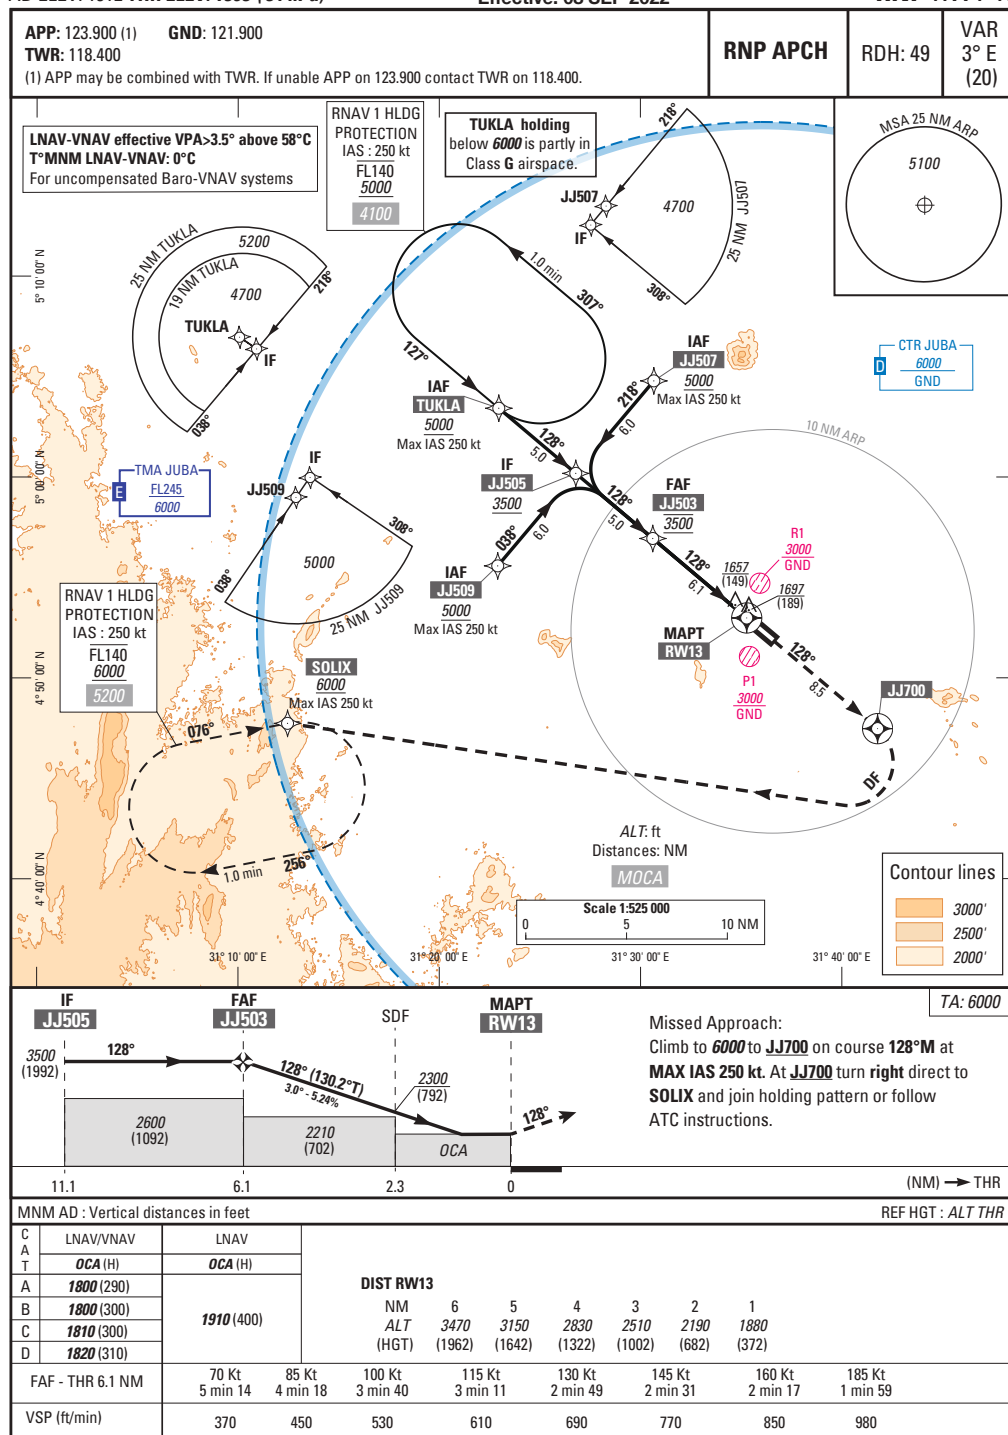 APP: 123.900 (1) GND: 121.900
TWR: 118.400
(1) APP may be combined with TWR. If unable APP on 123.900 contact TWR on 118.400.
RNP APCH
RDH: 49
VAR
3° E
(20)
LNAV-VNAV effective VPA>3.5° above 58°C
T°MNM LNAV-VNAV: 0°C
For uncompensated Baro-VNAV systems
RNAV 1 HLDG
PROTECTION
IAS : 250 kt
FL140
5000
4100
TUKLA holding
below 6000 is partly in
Class G airspace.
218°
JJ507
IF
4700
25 NM JJ507
308°
MSA 25 NM ARP
5100
25 NM TUKLA
5200
19 NM TUKLA
4700
218°
TUKLA
IF
038°
5° 10' 00" N
1.0 min
307°
127°
IAF
TUKLA
5000
Max IAS 250 kt
IAF
JJ507
5000
Max IAS 250 kt
218°
6.0
CTR JUBA
D
6000
GND
128°
5.0
10 NM ARP
5° 00' 00" N
TMA JUBA
E
FL245
6000
IF
JJ509
308°
5000
038°
25 NM JJ509
IF
JJ505
3500
128°
5.0
FAF
JJ503
3500
038°
6.0
IAF
JJ509
5000
Max IAS 250 kt
128°
6.1
R1
3000
GND
1657
(149)
1697
(189)
MAPT
RW13
P1
3000
GND
128°
8.5
JJ700
DF
RNAV 1 HLDG
PROTECTION
IAS : 250 kt
FL140
6000
5200
4° 50' 00" N
SOLIX
6000
Max IAS 250 kt
076°
256°
1.0 min
4° 40' 00" N
ALT: ft
Distances: NM
MOCA
Scale 1:525 000
0 5 10 NM
Contour lines
3000'
2500'
2000'
31° 10' 00" E 31° 20' 00" E 31° 30' 00" E 31° 40' 00" E
TA: 6000
IF
JJ505
FAF
JJ503
SDF
MAPT
RW13
3500
(1992)
128°
128° (130.2°T)
3.0° - 5.24%
2300
(792)
128°
2600
(1092)
2210
(702)
OCA
11.1 6.1 2.3 0
(NM) → THR
Missed Approach:
Climb to 6000 to JJ700 on course 128°M at
MAX IAS 250 kt. At JJ700 turn right direct to
SOLIX and join holding pattern or follow
ATC instructions.
MNM AD : Vertical distances in feet REF HGT : ALT THR
CAT LNAV/VNAV LNAV
OCA (H) OCA (H)
A 1800 (290)
B 1800 (300)
C 1810 (300)
D 1820 (310)
1910 (400)
DIST RW13
NM 6 5 4 3 2 1
ALT 3470 3150 2830 2510 2190 1880
(HGT) (1962) (1642) (1322) (1002) (682) (372)
FAF - THR 6.1 NM
70 Kt 85 Kt 100 Kt 115 Kt 130 Kt 145 Kt 160 Kt 185 Kt
5 min 14 4 min 18 3 min 40 3 min 11 2 min 49 2 min 31 2 min 17 1 min 59
VSP (ft/min) 370 450 530 610 690 770 850 980